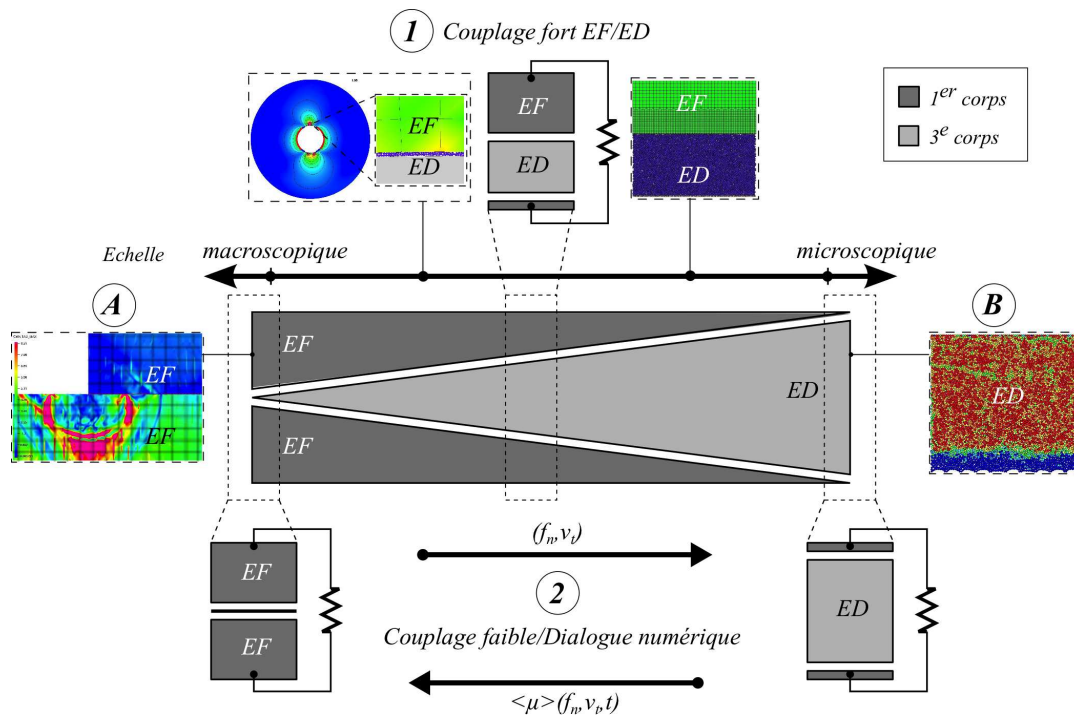 1 Couplage fort EF/ED
EF
ED
EF
ED
EF
ED
1er corps
3e corps
Echelle
macroscopique
microscopique
A
EF
EF
EF
EF
ED
B
ED
EF
EF
(fn,vt)
2
Couplage faible/Dialogue numérique
<μ>(fn,vt,t)
ED